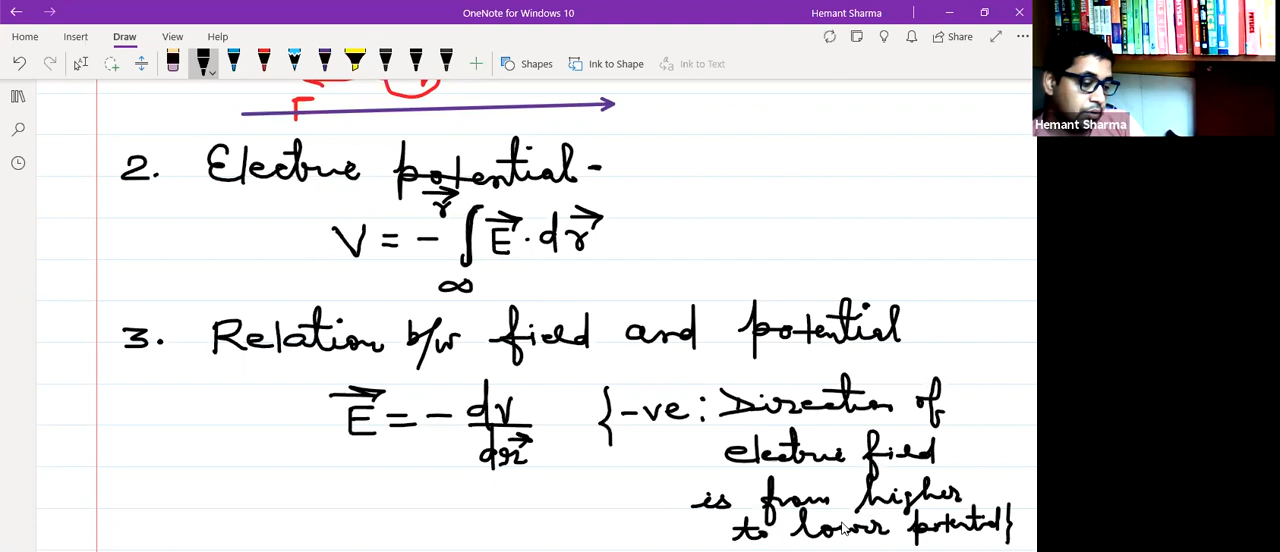 OneNote for Windows 10
Hemant Sharma
Home Insert Draw View Help
Share
Shapes Ink to Shape Ink to Text
2. Electric potential -
V = - ∫_∞^{r⃗} E⃗ · dr⃗
3. Relation b/w field and potential
E⃗ = - dv/dr⃗ {-ve : Direction of
electric field
is from higher
to lower potential}
Hemant Sharma